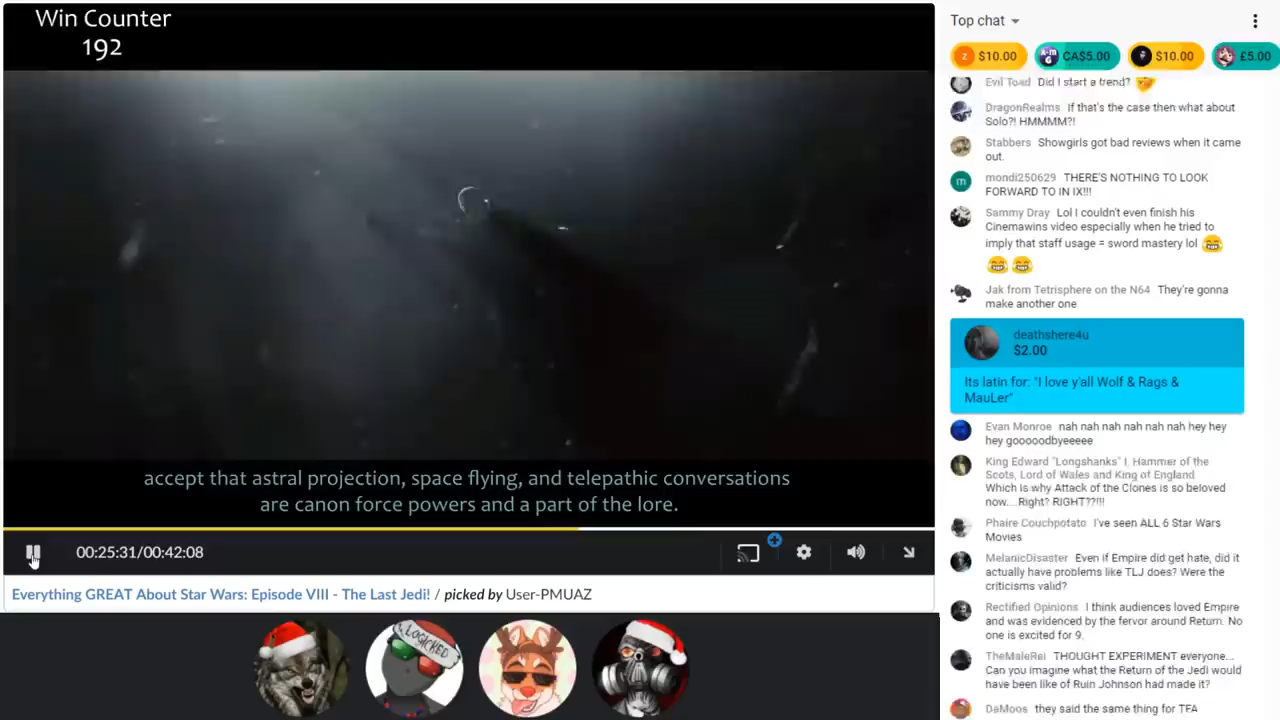 Win Counter
192
accept that astral projection, space flying, and telepathic conversations
are canon force powers and a part of the lore.
00:25:31/00:42:08
Everything GREAT About Star Wars: Episode VIII - The Last Jedi! / picked by User-PMUAZ
LOGICKED
Top chat
z $10.00
CA$5.00
$10.00
£5.00
Evil Toad Did I start a trend?
DragonRealms If that's the case then what about
Solo?! HMMMM?!
Stabbers Showgirls got bad reviews when it came
out.
m
mondi250629 THERE'S NOTHING TO LOOK
FORWARD TO IN IX!!!
Sammy Dray Lol I couldn't even finish his
Cinemawins video especially when he tried to
imply that staff usage = sword mastery lol
Jak from Tetrisphere on the N64 They're gonna
make another one
deathshere4u
$2.00
Its latin for: "I love y'all Wolf & Rags &
MauLer"
Evan Monroe nah nah nah nah nah nah hey hey
hey gooooodbyeeeee
King Edward "Longshanks" I, Hammer of the
Scots, Lord of Wales and King of England
Which is why Attack of the Clones is so beloved
now....Right? RIGHT??!!!
Phaire Couchpotato I've seen ALL 6 Star Wars
Movies
MelanicDisaster Even if Empire did get hate, did it
actually have problems like TLJ does? Were the
criticisms valid?
Rectified Opinions I think audiences loved Empire
and was evidenced by the fervor around Return. No
one is excited for 9.
TheMaleRei THOUGHT EXPERIMENT everyone...
Can you imagine what the Return of the Jedi would
have been like of Ruin Johnson had made it?
DaMoos they said the same thing for TFA